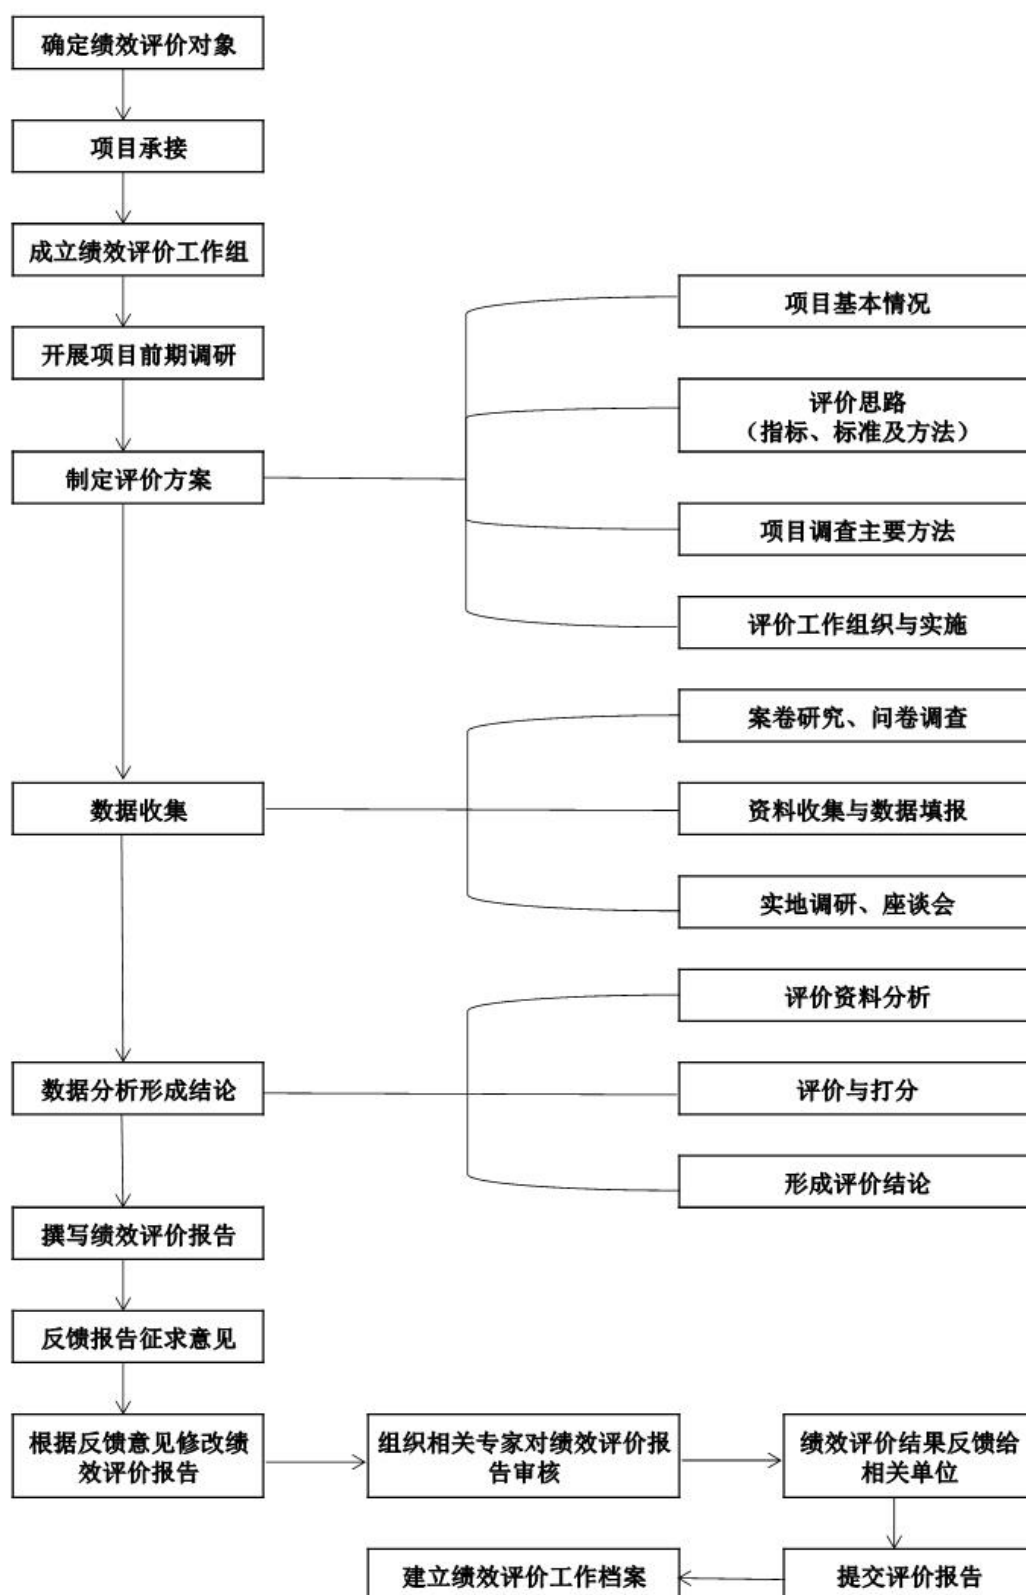 确定绩效评价对象
项目承接
成立绩效评价工作组
开展项目前期调研
制定评价方案
项目基本情况
评价思路
（指标、标准及方法）
项目调查主要方法
评价工作组织与实施
数据收集
案卷研究、问卷调查
资料收集与数据填报
实地调研、座谈会
数据分析形成结论
评价资料分析
评价与打分
形成评价结论
撰写绩效评价报告
反馈报告征求意见
根据反馈意见修改绩
效评价报告
组织相关专家对绩效评价报
告审核
绩效评价结果反馈给
相关单位
提交评价报告
建立绩效评价工作档案